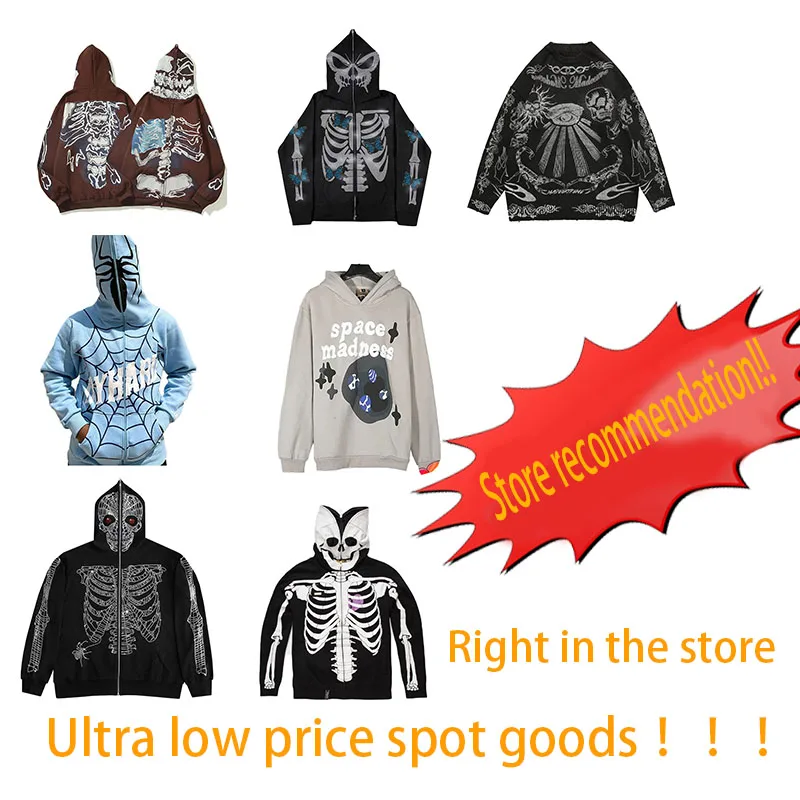 space
madness
Store recommendation!!
Right in the store
Ultra low price spot goods！！！